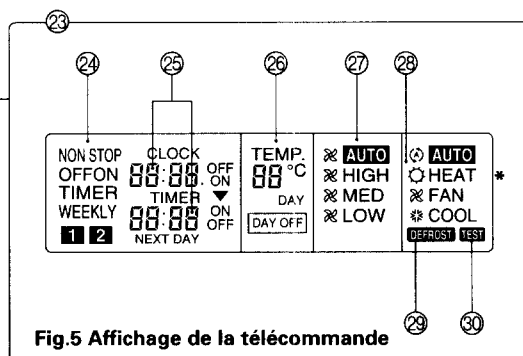 23
24 25 26 27 28
NON STOP
OFFON
TIMER
WEEKLY
1 2
CLOCK
88:88. OFF ON
TIMER ▼
88:88 ON OFF
NEXT DAY
TEMP.
88°C
DAY
DAY OFF
AUTO
HIGH
MED
LOW
A AUTO
HEAT *
FAN
COOL
DEFROST TEST
29 30
Fig.5 Affichage de la télécommande